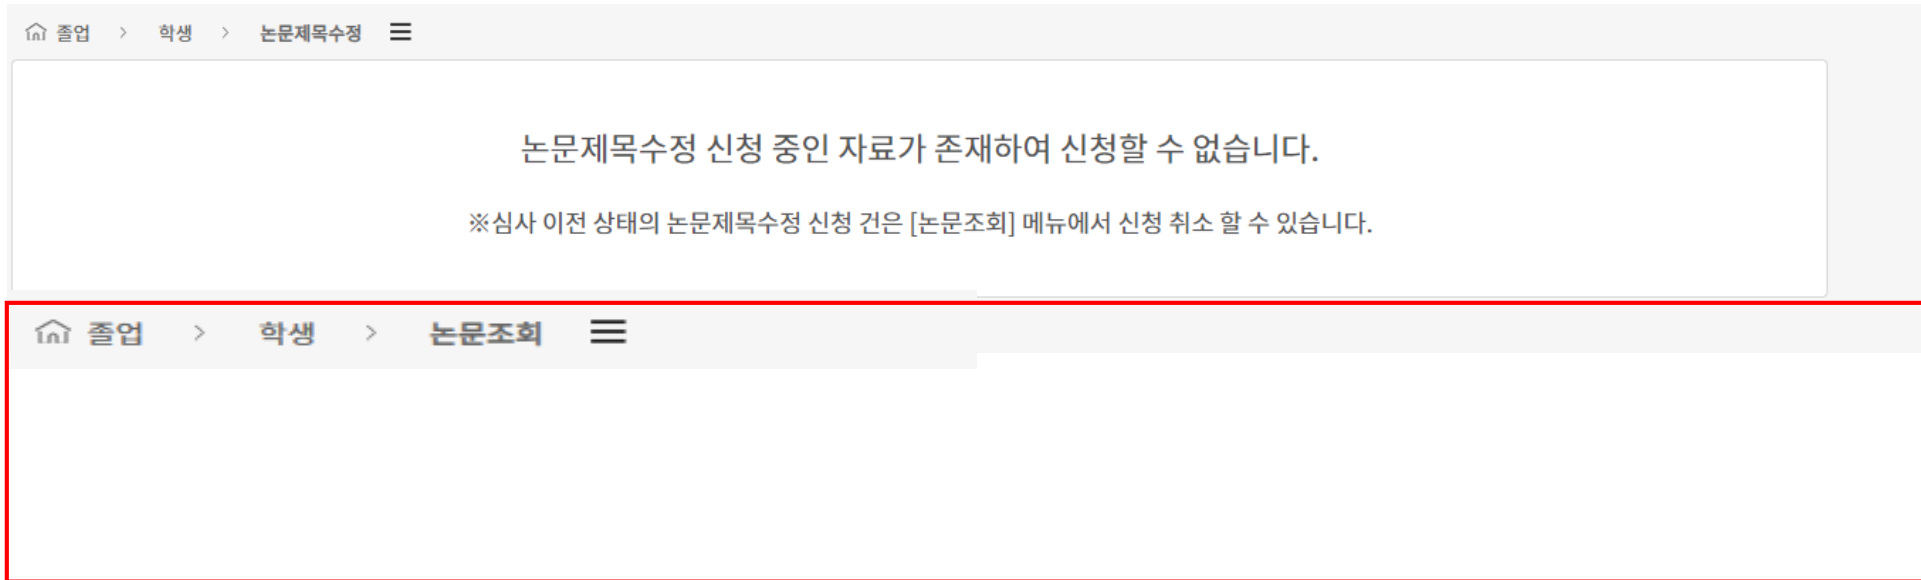 졸업 > 학생 > 논문제목수정
논문제목수정 신청 중인 자료가 존재하여 신청할 수 없습니다.
※심사 이전 상태의 논문제목수정 신청 건은 [논문조회] 메뉴에서 신청 취소 할 수 있습니다.
졸업 > 학생 > 논문조회